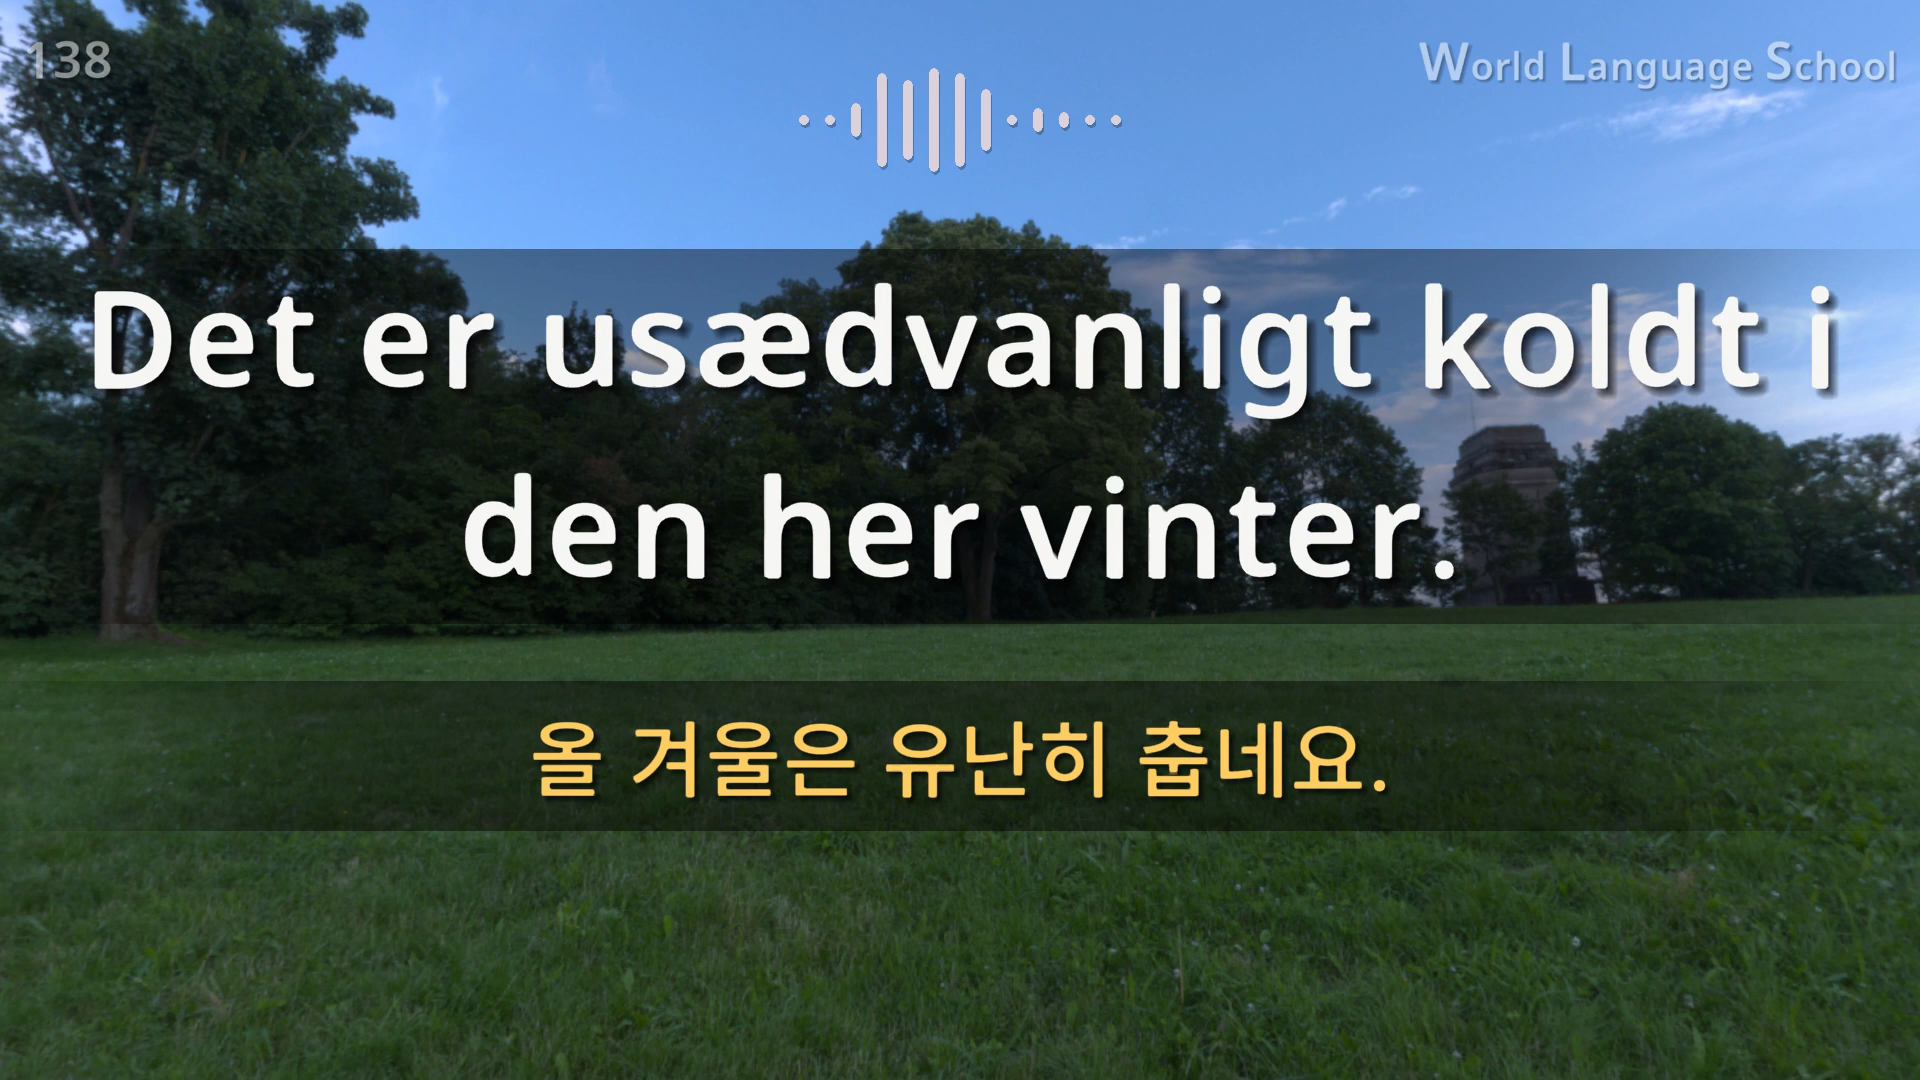 138
World Language School
Det er usædvanligt koldt i
den her vinter.
올 겨울은 유난히 춥네요.